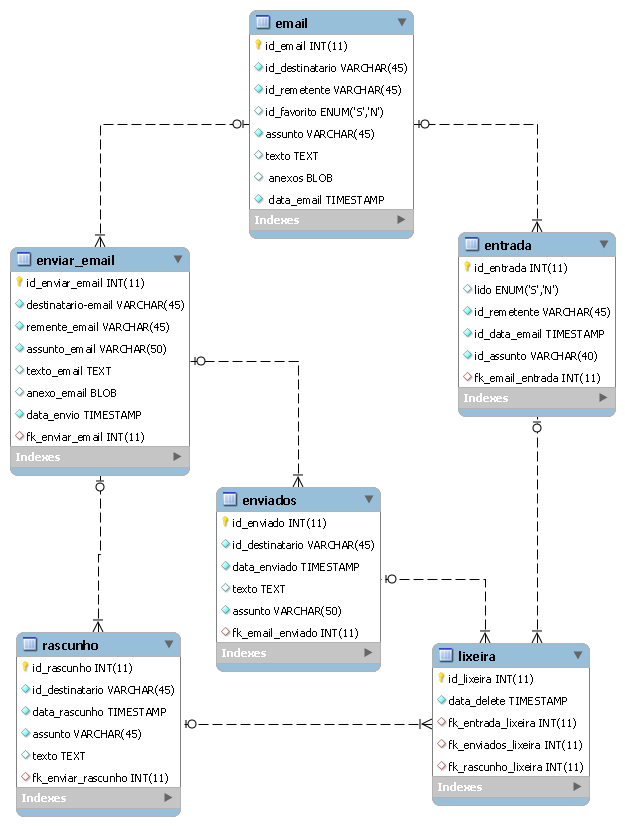 email
id_email INT(11)
id_destinatario VARCHAR(45)
id_remetente VARCHAR(45)
id_favorito ENUM('S','N')
assunto VARCHAR(45)
texto TEXT
anexos BLOB
data_email TIMESTAMP
Indexes
enviar_email
id_enviar_email INT(11)
destinatario-email VARCHAR(45)
remente_email VARCHAR(45)
assunto_email VARCHAR(50)
texto_email TEXT
anexo_email BLOB
data_envio TIMESTAMP
fk_enviar_email INT(11)
Indexes
entrada
id_entrada INT(11)
lido ENUM('S','N')
id_remetente VARCHAR(45)
id_data_email TIMESTAMP
id_assunto VARCHAR(40)
fk_email_entrada INT(11)
Indexes
enviados
id_enviado INT(11)
id_destinatario VARCHAR(45)
data_enviado TIMESTAMP
texto TEXT
assunto VARCHAR(50)
fk_email_enviado INT(11)
Indexes
rascunho
id_rascunho INT(11)
id_destinatario VARCHAR(45)
data_rascunho TIMESTAMP
assunto VARCHAR(45)
texto TEXT
fk_enviar_rascunho INT(11)
Indexes
lixeira
id_lixeira INT(11)
data_delete TIMESTAMP
fk_entrada_lixeira INT(11)
fk_enviados_lixeira INT(11)
fk_rascunho_lixeira INT(11)
Indexes